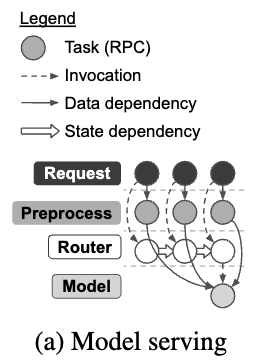 Legend
Task (RPC)
Invocation
Data dependency
State dependency
Request
Preprocess
Router
Model
(a) Model serving